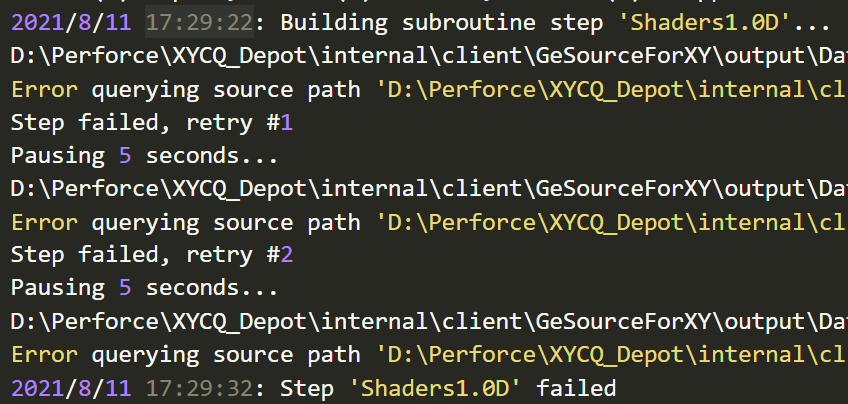 2021/8/11 17:29:22: Building subroutine step 'Shaders1.0D'...
D:\Perforce\XYCQ_Depot\internal\client\GeSourceForXY\output\Da
Error querying source path 'D:\Perforce\XYCQ_Depot\internal\cl
Step failed, retry #1
Pausing 5 seconds...
D:\Perforce\XYCQ_Depot\internal\client\GeSourceForXY\output\Da
Error querying source path 'D:\Perforce\XYCQ_Depot\internal\cl
Step failed, retry #2
Pausing 5 seconds...
D:\Perforce\XYCQ_Depot\internal\client\GeSourceForXY\output\Da
Error querying source path 'D:\Perforce\XYCQ_Depot\internal\cl
2021/8/11 17:29:32: Step 'Shaders1.0D' failed